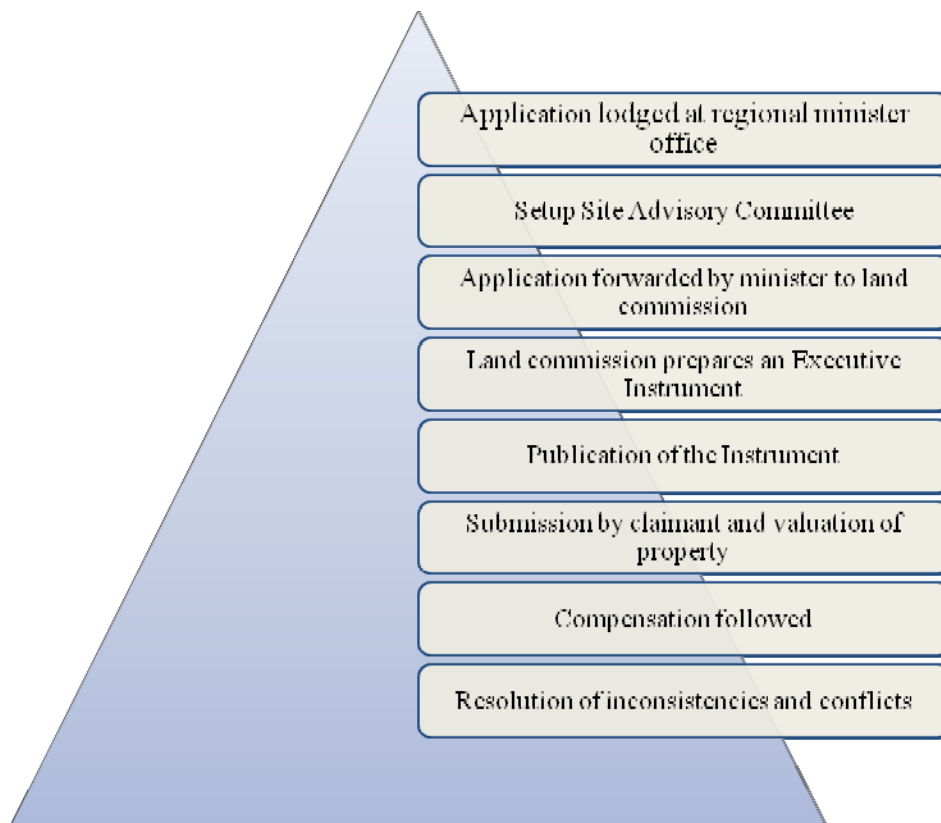 Application lodged at regional minister
office
Setup Site Advisory Committee
Application forwarded by minister to land
commission
Land commission prepares an Executive
Instrument
Publication of the Instrument
Submission by claimant and valuation of
property
Compensation followed
Resolution of inconsistencies and conflicts